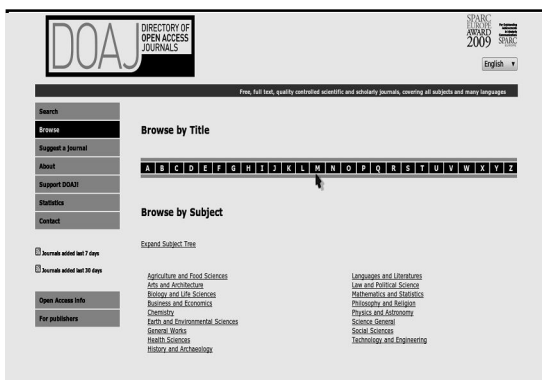 DOAJ
DIRECTORY OF
OPEN ACCESS
JOURNALS
SPARC
EUROPE
AWARD
2009
SPARC
English
Free, full text, quality controlled scientific and scholarly journals, covering all subjects and many languages
Search
Browse
Suggest a Journal
About
Support DOAJ!
Statistics
Contact
Journals added last 7 days
Journals added last 30 days
Open Access Info
For publishers
Browse by Title
A B C D E F G H I J K L M N O P Q R S T U V W X Y Z
Browse by Subject
Expand Subject Tree
Agriculture and Food Sciences
Arts and Architecture
Biology and Life Sciences
Business and Economics
Chemistry
Earth and Environmental Sciences
General Works
Health Sciences
History and Archaeology
Languages and Literatures
Law and Political Science
Mathematics and Statistics
Philosophy and Religion
Physics and Astronomy
Science General
Social Sciences
Technology and Engineering